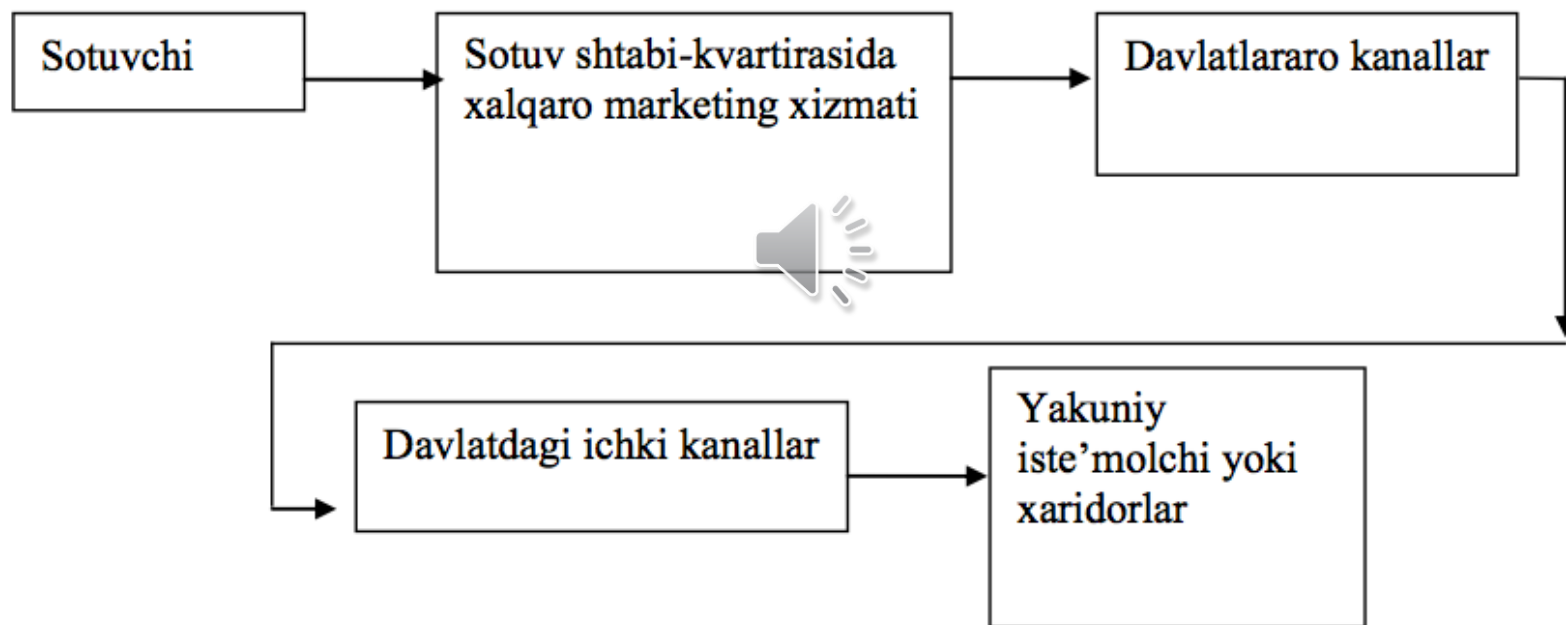 Sotuvchi
Sotuv shtabi-kvartirasida
xalqaro marketing xizmati
Davlatlararo kanallar
Davlatdagi ichki kanallar
Yakuniy
iste’molchi yoki
xaridorlar